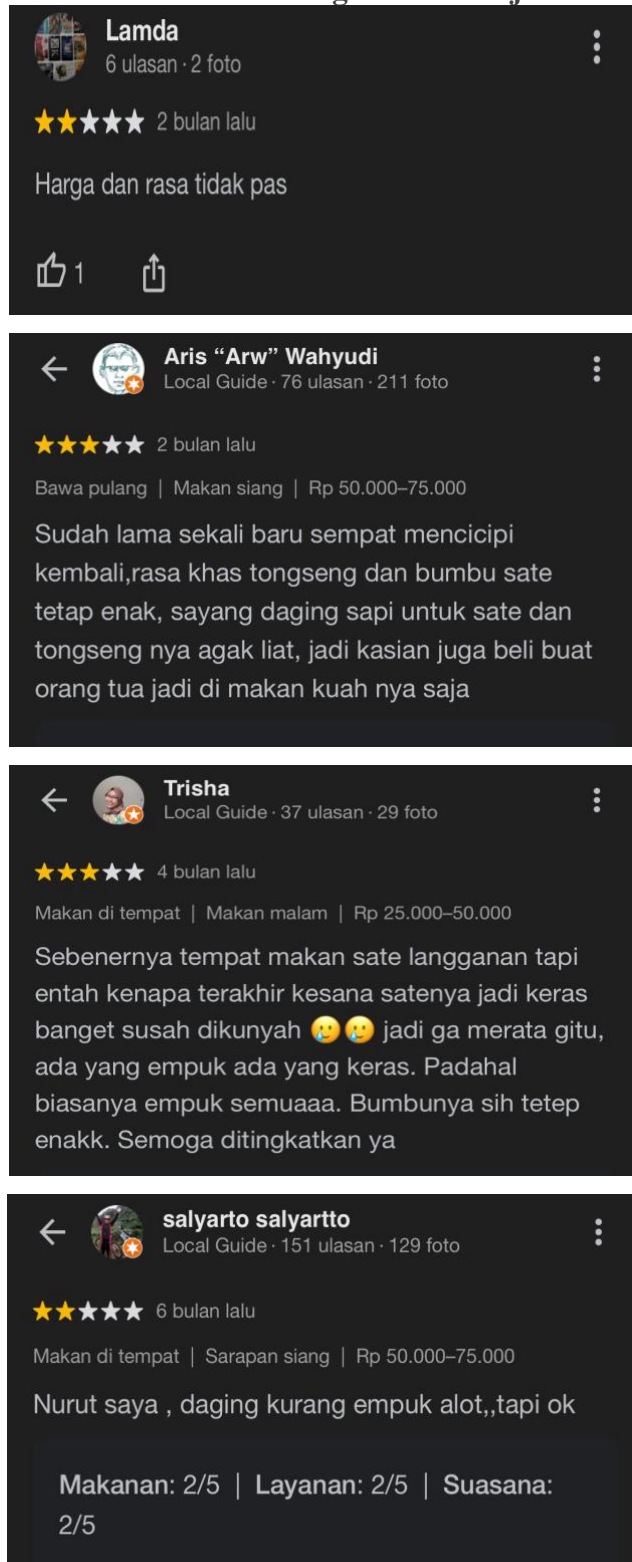 Lamda
6 ulasan · 2 foto
2 bulan lalu
Harga dan rasa tidak pas
1
Aris “Arw” Wahyudi
Local Guide · 76 ulasan · 211 foto
2 bulan lalu
Bawa pulang | Makan siang | Rp 50.000–75.000
Sudah lama sekali baru sempat mencicipi
kembali,rasa khas tongseng dan bumbu sate
tetap enak, sayang daging sapi untuk sate dan
tongseng nya agak liat, jadi kasian juga beli buat
orang tua jadi di makan kuah nya saja
Trisha
Local Guide · 37 ulasan · 29 foto
4 bulan lalu
Makan di tempat | Makan malam | Rp 25.000–50.000
Sebenernya tempat makan sate langganan tapi
entah kenapa terakhir kesana satenya jadi keras
banget susah dikunyah 🥲🥲 jadi ga merata gitu,
ada yang empuk ada yang keras. Padahal
biasanya empuk semuaaa. Bumbunya sih tetep
enakk. Semoga ditingkatkan ya
salyarto salyartto
Local Guide · 151 ulasan · 129 foto
6 bulan lalu
Makan di tempat | Sarapan siang | Rp 50.000–75.000
Nurut saya , daging kurang empuk alot,,tapi ok
Makanan: 2/5 | Layanan: 2/5 | Suasana:
2/5